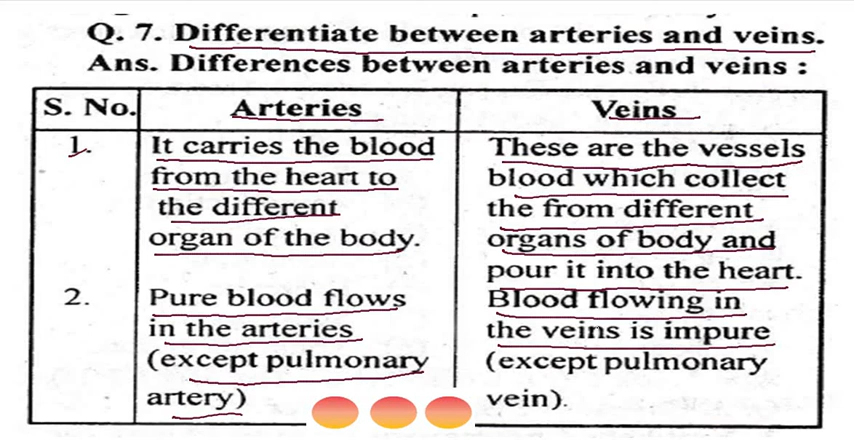 Q. 7. Differentiate between arteries and veins.
Ans. Differences between arteries and veins :
S. No. Arteries Veins
1. It carries the blood These are the vessels
from the heart to blood which collect
the different the from different
organ of the body. organs of body and
pour it into the heart.
2. Pure blood flows Blood flowing in
in the arteries the veins is impure
(except pulmonary (except pulmonary
artery) vein).